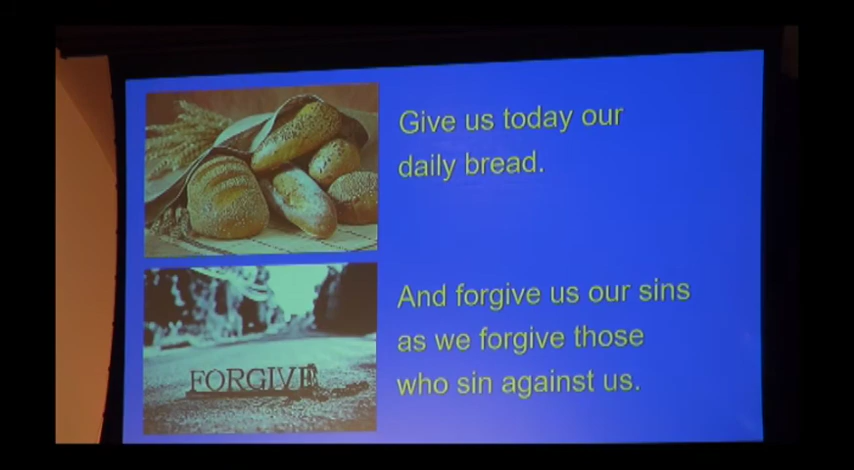 Give us today our
daily bread.
FORGIVE
And forgive us our sins
as we forgive those
who sin against us.